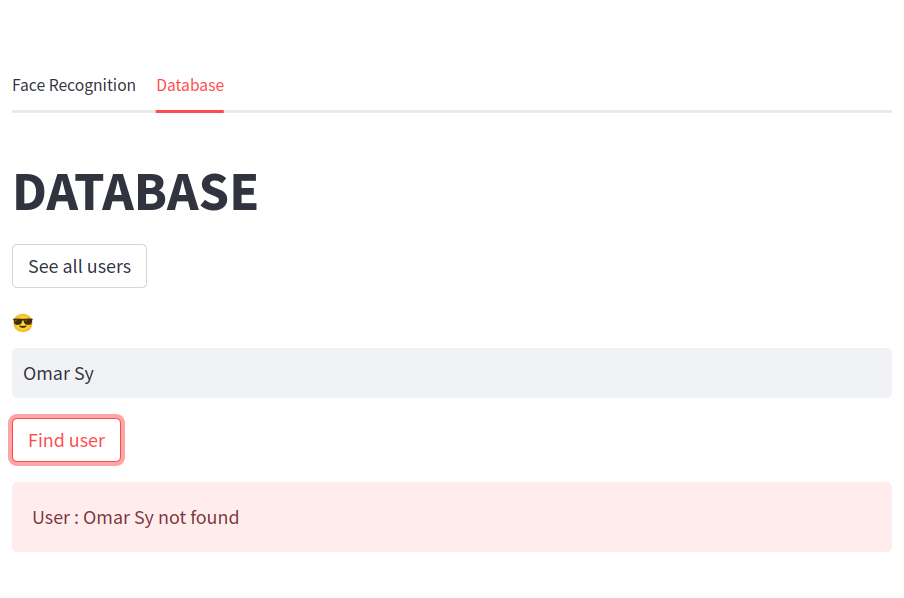 Face Recognition Database
DATABASE
See all users
😎
Omar Sy
Find user
User : Omar Sy not found